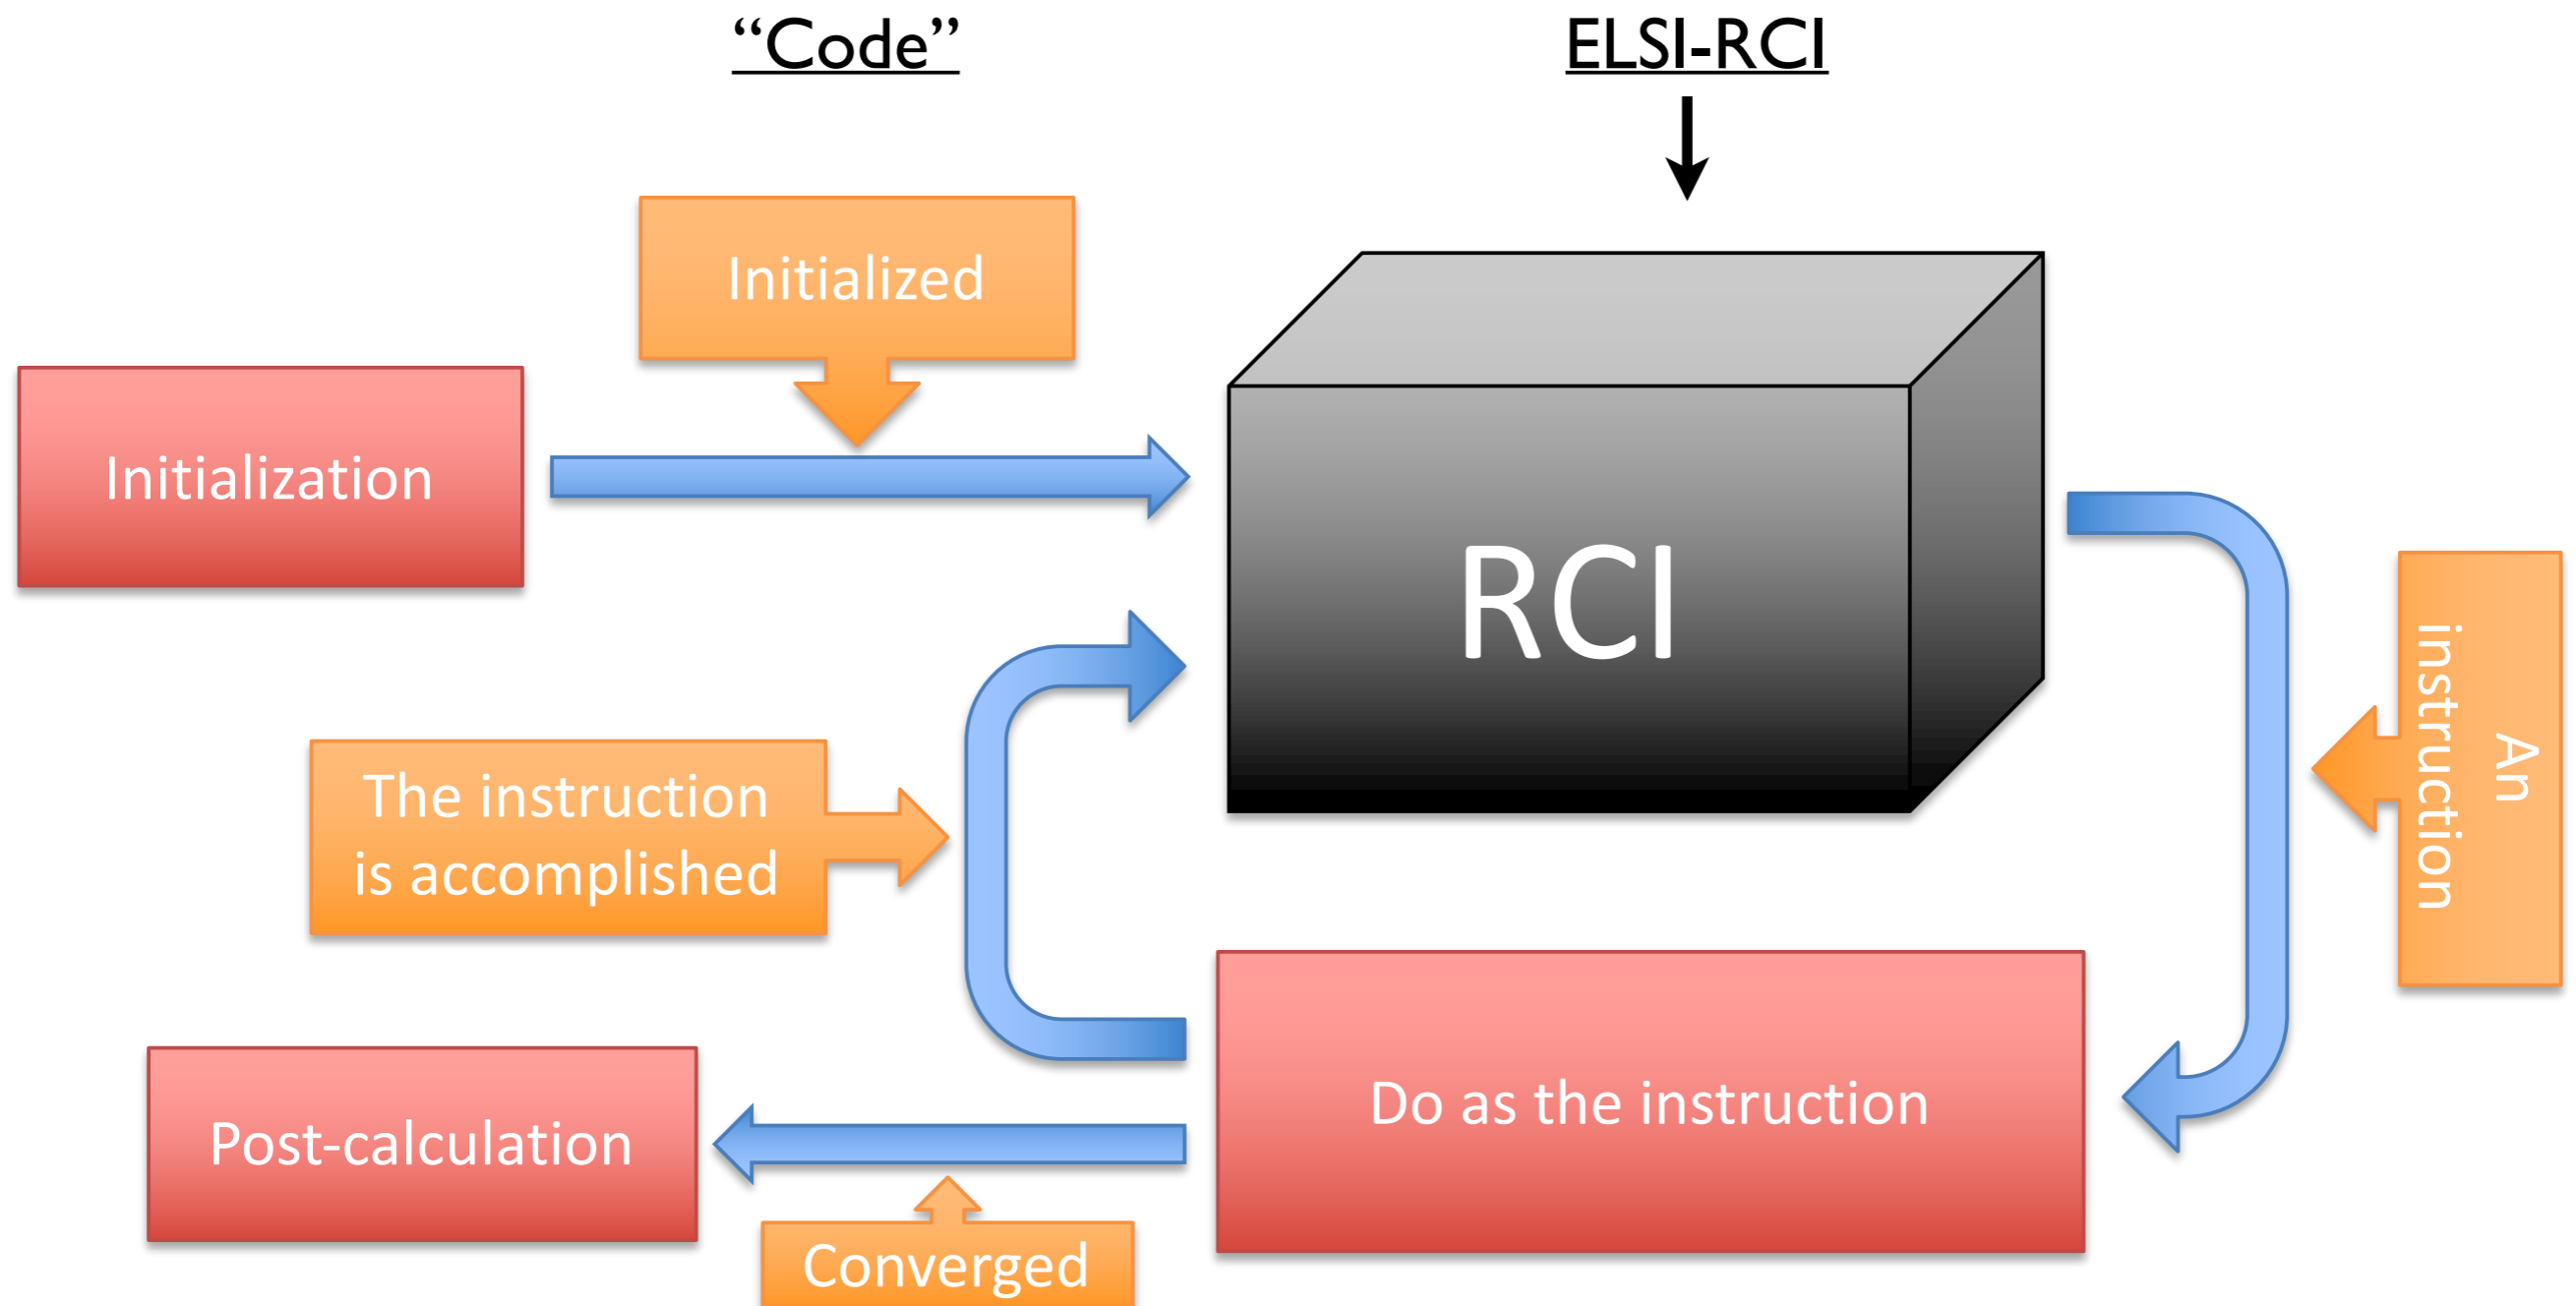 “Code”
ELSI-RCI
Initialized
Initialization
RCI
An
instruction
The instruction
is accomplished
Do as the instruction
Post-calculation
Converged